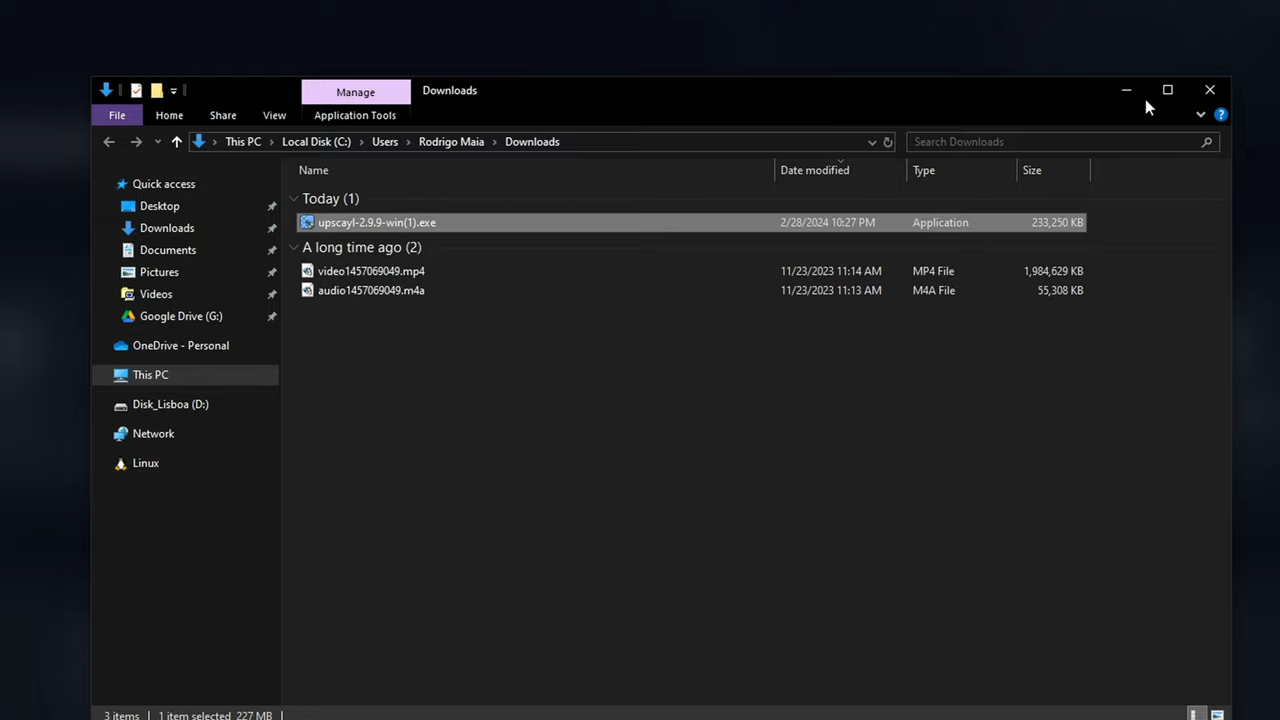 Manage
Downloads
File
Home
Share
View
Application Tools
This PC > Local Disk (C:) > Users > Rodrigo Maia > Downloads
Search Downloads
Name
Date modified
Type
Size
Quick access
Desktop
Downloads
Documents
Pictures
Videos
Google Drive (G:)
OneDrive - Personal
This PC
Disk_Lisboa (D:)
Network
Linux
Today (1)
upscayl-2.9.9-win(1).exe 2/28/2024 10:27 PM Application 233,250 KB
A long time ago (2)
video1457069049.mp4 11/23/2023 11:14 AM MP4 File 1,984,629 KB
audio1457069049.m4a 11/23/2023 11:13 AM M4A File 55,308 KB
3 items 1 item selected 227 MB